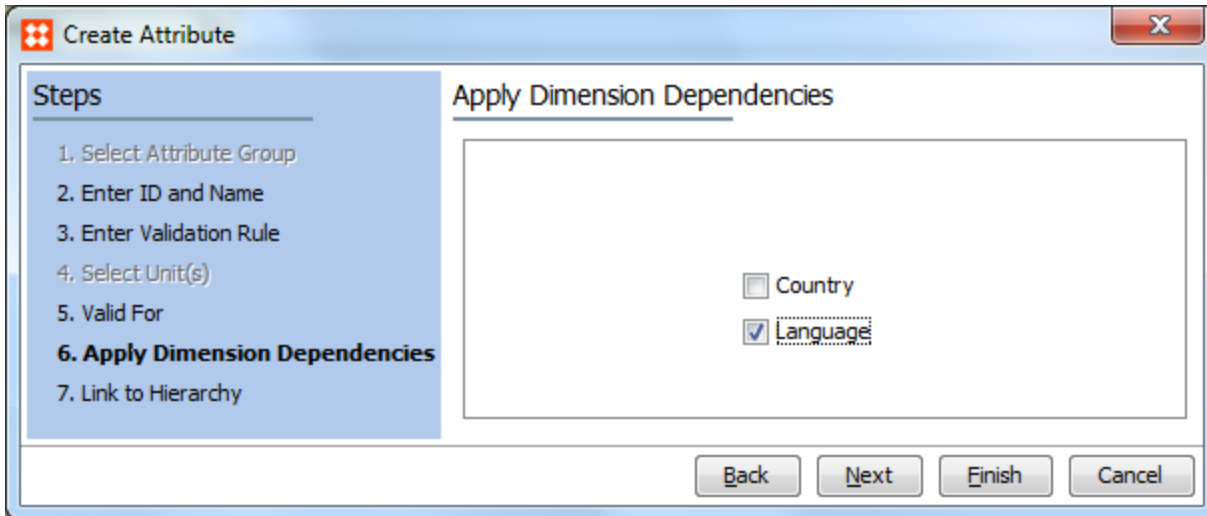 Create Attribute
Steps
1. Select Attribute Group
2. Enter ID and Name
3. Enter Validation Rule
4. Select Unit(s)
5. Valid For
6. Apply Dimension Dependencies
7. Link to Hierarchy
Apply Dimension Dependencies
Country
Language
Back Next Finish Cancel